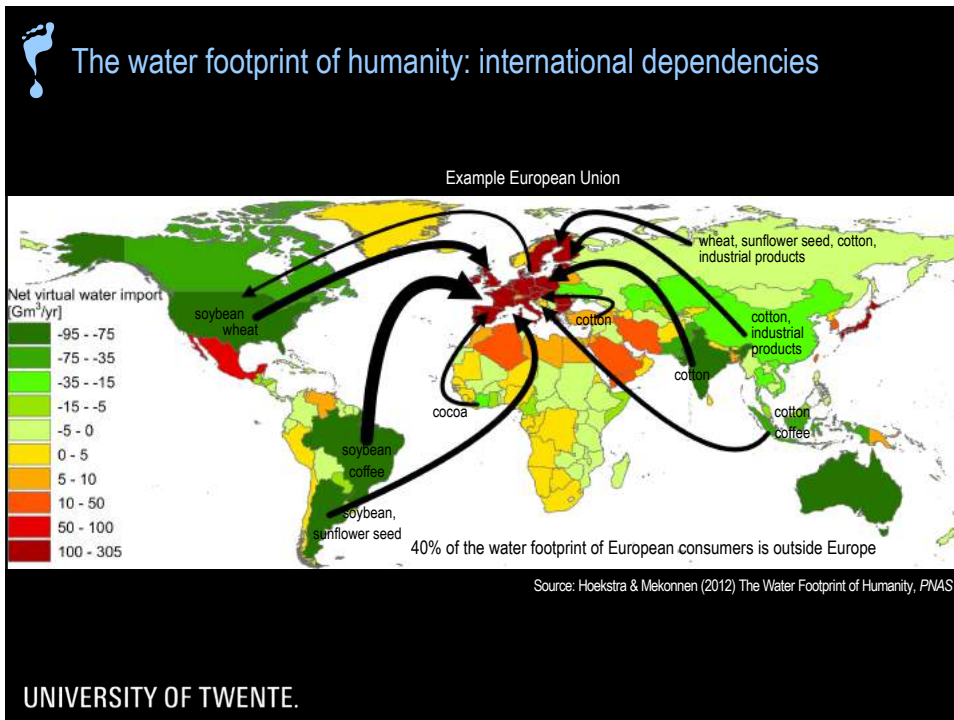 The water footprint of humanity: international dependencies
Example European Union
Net virtual water import
[Gm³/yr]
-95 - -75
-75 - -35
-35 - -15
-15 - -5
-5 - 0
0 - 5
5 - 10
10 - 50
50 - 100
100 - 305
soybean
wheat
soybean
coffee
soybean,
sunflower seed
cocoa
cotton
wheat, sunflower seed, cotton,
industrial products
cotton,
industrial
products
cotton
cotton
coffee
40% of the water footprint of European consumers is outside Europe
Source: Hoekstra & Mekonnen (2012) The Water Footprint of Humanity, PNAS
UNIVERSITY OF TWENTE.